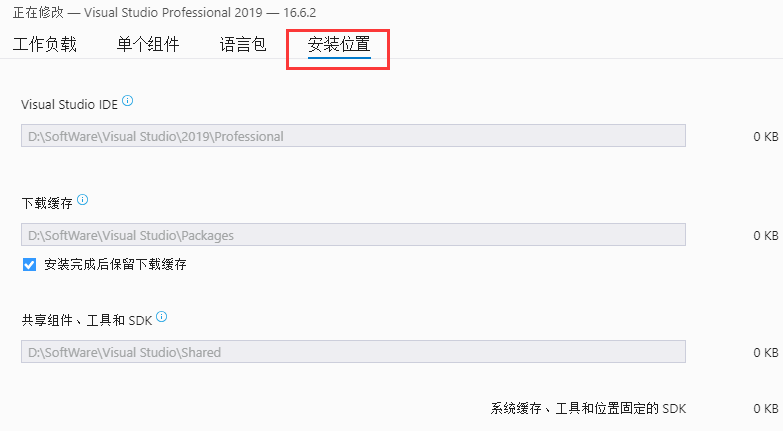 正在修改 — Visual Studio Professional 2019 — 16.6.2
工作负载 单个组件 语言包 安装位置
Visual Studio IDE
D:\SoftWare\Visual Studio\2019\Professional 0 KB
下载缓存
D:\SoftWare\Visual Studio\Packages 0 KB
安装完成后保留下载缓存
共享组件、工具和 SDK
D:\SoftWare\Visual Studio\Shared 0 KB
系统缓存、工具和位置固定的 SDK 0 KB